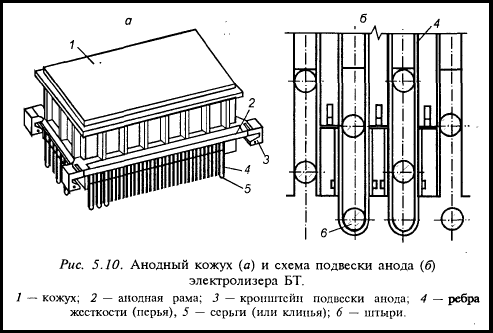 а
б
1
2
3
4
5
4
6
Рис. 5.10. Анодный кожух (а) и схема подвески анода (б)
электролизера БТ.
1 — кожух; 2 — анодная рама; 3 — кронштейн подвески анода; 4 — ребра
жесткости (перья), 5 — серьги (или клинья); 6 — штыри.